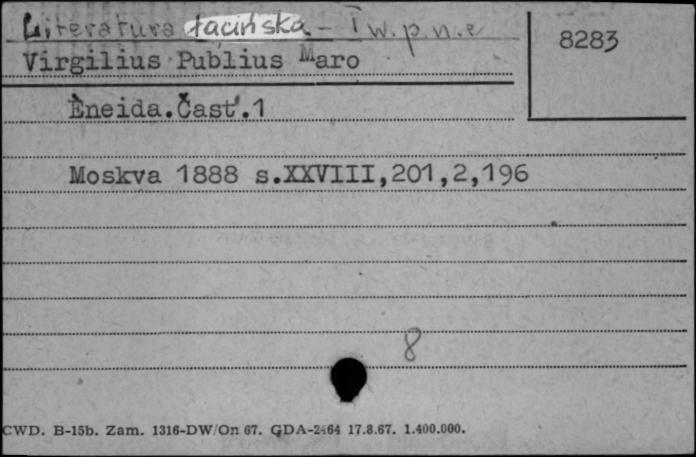 Literatura łacińska - I w. p. n. e
8283
Virgilius Publius Maro
Èneida.Čast'.1
Moskva 1888 s.XXVIII,201,2,196
8
CWD. B-15b. Zam. 1316-DW/On 67. GDA-2464 17.8.67. 1.400.000.